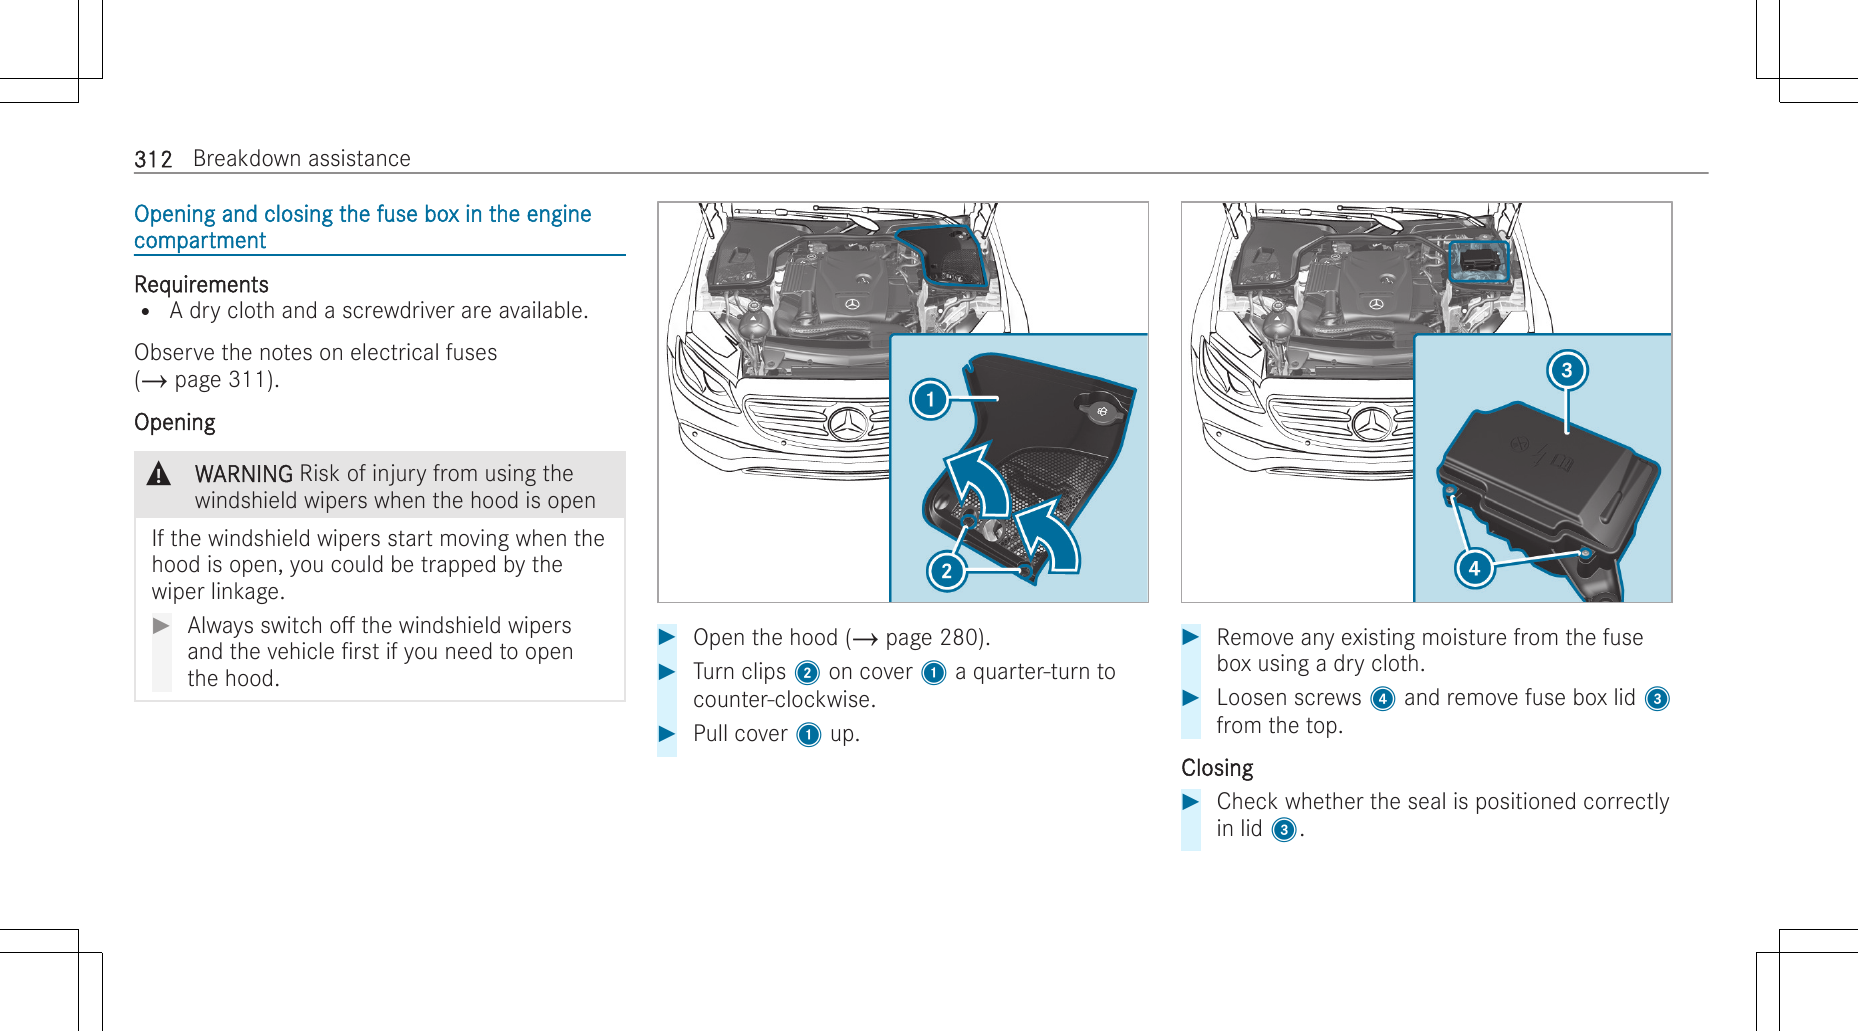 312 Breakdown assistance
Opening and closing the fuse box in the engine
compartment
Requirements
• A dry cloth and a screwdriver are available.
Observe the notes on electrical fuses
(→ page 311).
Opening
WARNING Risk of injury from using the
windshield wipers when the hood is open
If the windshield wipers start moving when the
hood is open, you could be trapped by the
wiper linkage.
▶ Always switch off the windshield wipers
and the vehicle first if you need to open
the hood.
1
2
▶ Open the hood (→ page 280).
▶ Turn clips 2 on cover 1 a quarter-turn to
counter-clockwise.
▶ Pull cover 1 up.
3
4
▶ Remove any existing moisture from the fuse
box using a dry cloth.
▶ Loosen screws 4 and remove fuse box lid 3
from the top.
Closing
▶ Check whether the seal is positioned correctly
in lid 3.